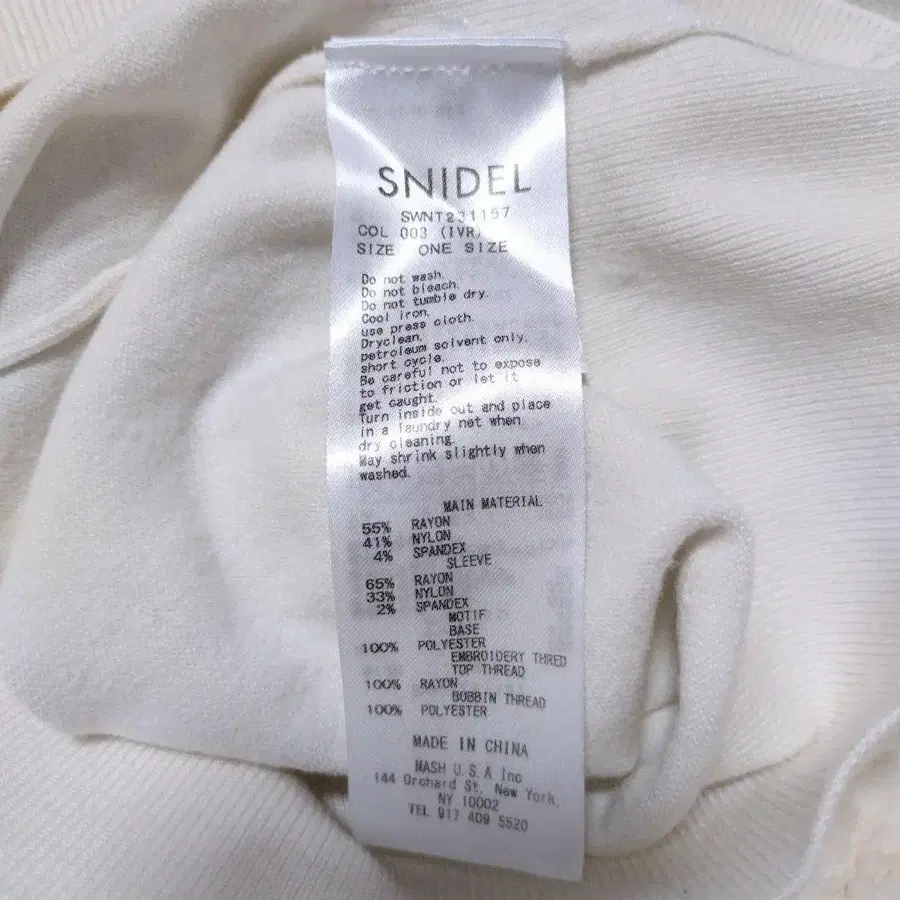 SNIDEL
SWNT231157
COL 003 (IVR)
SIZE ONE SIZE
Do not wash.
Do not bleach.
Do not tumble dry.
Cool iron.
use press cloth.
Dryclean.
petroleum solvent only.
short cycle.
Be careful not to expose
to friction or let it
get caught.
Turn inside out and place
in a laundry net when
dry cleaning.
May shrink slightly when
washed.
MAIN MATERIAL
55% RAYON
41% NYLON
4% SPANDEX
SLEEVE
65% RAYON
33% NYLON
2% SPANDEX
MOTIF
BASE
100% POLYESTER
EMBROIDERY THRED
TOP THREAD
100% RAYON
BOBBIN THREAD
100% POLYESTER
MADE IN CHINA
MASH U.S.A Inc
144 Orchard St. New York,
NY 10002
TEL 917 409 5520